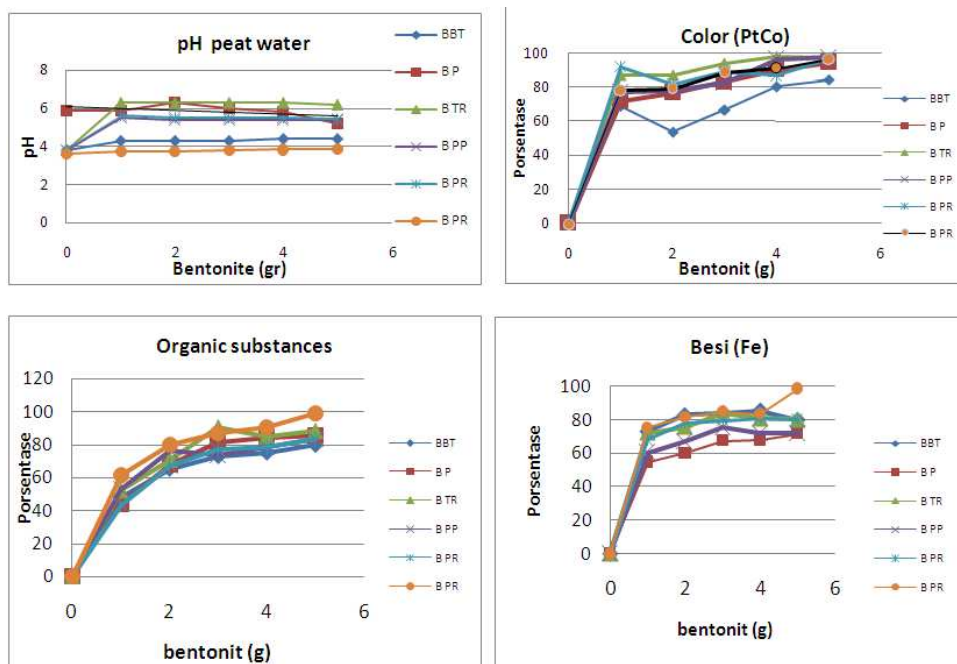 pH peat water
8
6
4
2
0
pH
0 2 4 6
Bentonite (gr)
BBT
B P
B TR
B PP
B PR
B PR
Color (PtCo)
100
80
60
40
20
0
Porsentase
0 2 4 6
Bentonit (g)
BBT
B P
B TR
B PP
B PR
B PR
Organic substances
120
100
80
60
40
20
0
Porsentase
0 2 4 6
bentonit (g)
BBT
B P
B TR
B PP
B PR
B PR
Besi (Fe)
100
80
60
40
20
0
Porsentase
0 2 4 6
bentonit (g)
BBT
B P
B TR
B PP
B PR
B PR